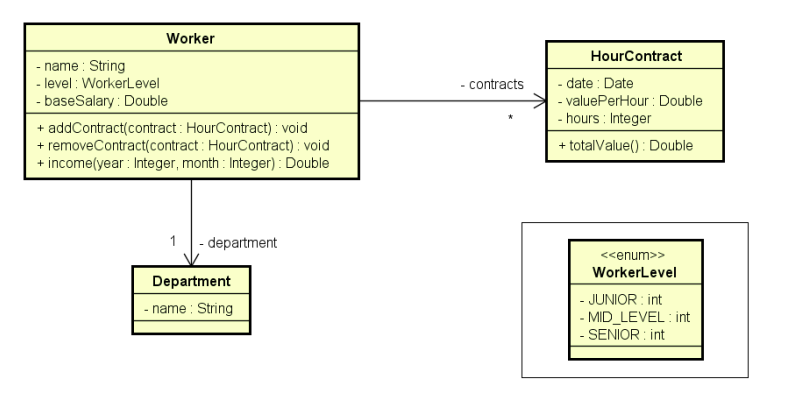 Worker
- name : String
- level : WorkerLevel
- baseSalary : Double
+ addContract(contract : HourContract) : void
+ removeContract(contract : HourContract) : void
+ income(year : Integer, month : Integer) : Double
- contracts
*
HourContract
- date : Date
- valuePerHour : Double
- hours : Integer
+ totalValue() : Double
1
- department
Department
- name : String
<<enum>>
WorkerLevel
- JUNIOR : int
- MID_LEVEL : int
- SENIOR : int